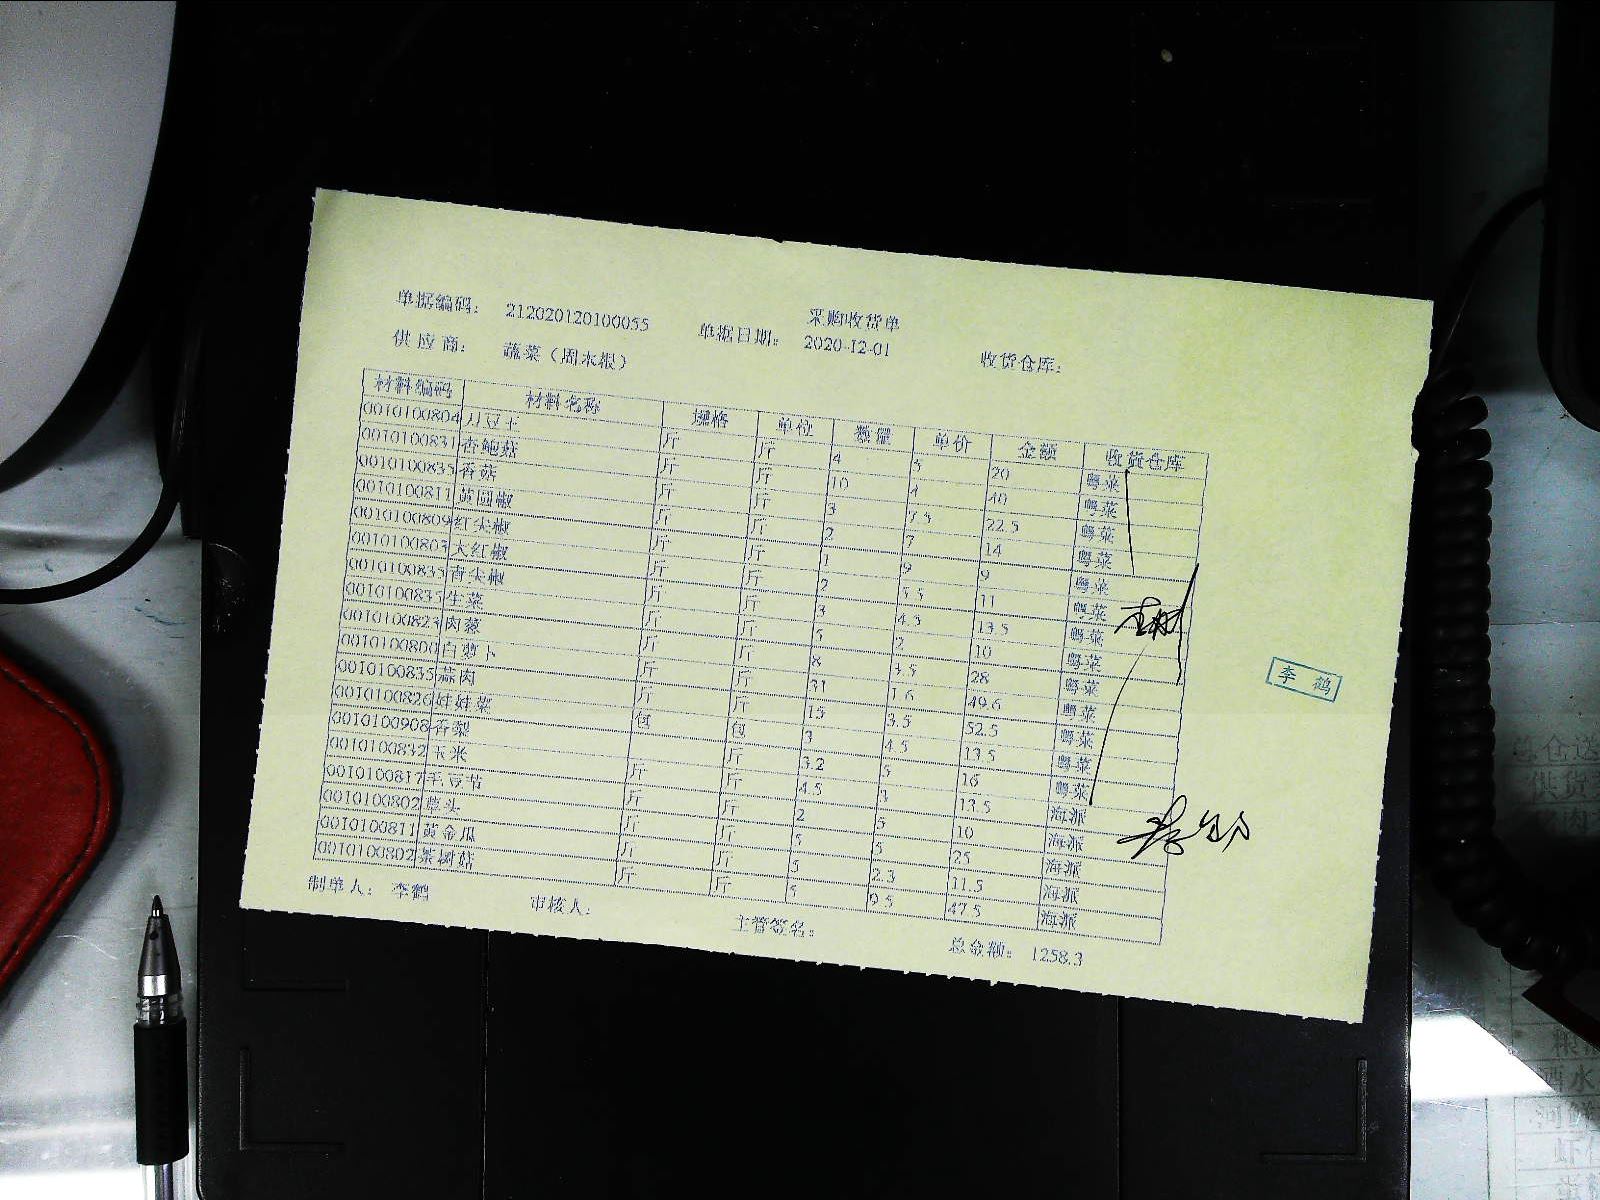 采购收货单
单据编码： 212020120100055 单据日期： 2020-12-01 收货仓库：
供应商： 蔬菜（周本根）
材料编码 材料名称 规格 单位 数量 单价 金额 收货仓库
0010100804 刀豆王 斤 斤 4 5 20 粤菜
0010100831 杏鲍菇 斤 斤 10 4 40 粤菜
0010100835 香菇 斤 斤 3 7.5 22.5 粤菜
0010100811 黄圆椒 斤 斤 2 7 14 粤菜
0010100809 红尖椒 斤 斤 1 9 9 粤菜
0010100805 大红椒 斤 斤 2 5.5 11 粤菜
0010100835 青尖椒 斤 斤 3 4.5 13.5 粤菜
0010100835 生菜 斤 斤 5 2 10 粤菜
0010100823 肉葱 斤 斤 8 3.5 28 粤菜
0010100800 白萝卜 斤 斤 31 1.6 49.6 粤菜
0010100835 蒜肉 斤 斤 15 3.5 52.5 粤菜
0010100826 娃娃菜 包 包 3 4.5 13.5 粤菜
0010100908 香梨 斤 3.2 5 16 粤菜
0010100832 玉米 斤 斤 4.5 3 13.5 海派
0010100817 毛豆节 斤 斤 2 5 10 海派
0010100802 葱头 斤 斤 5 5 25 海派
0010100811 黄金瓜 斤 斤 5 2.3 11.5 海派
0010100802 茶树菇 斤 斤 5 9.5 47.5 海派
制单人： 李鹤 审核人： 主管签名： 总金额： 1258.3
李鹤